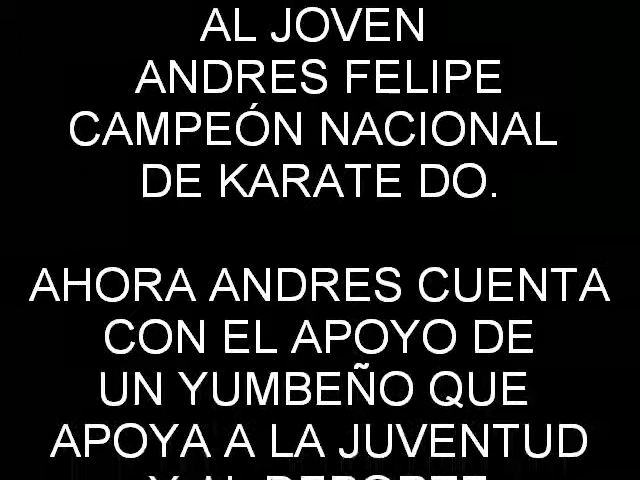 AL JOVEN
ANDRES FELIPE
CAMPEÓN NACIONAL
DE KARATE DO.
AHORA ANDRES CUENTA
CON EL APOYO DE
UN YUMBEÑO QUE
APOYA A LA JUVENTUD
Y AL DEPORTE